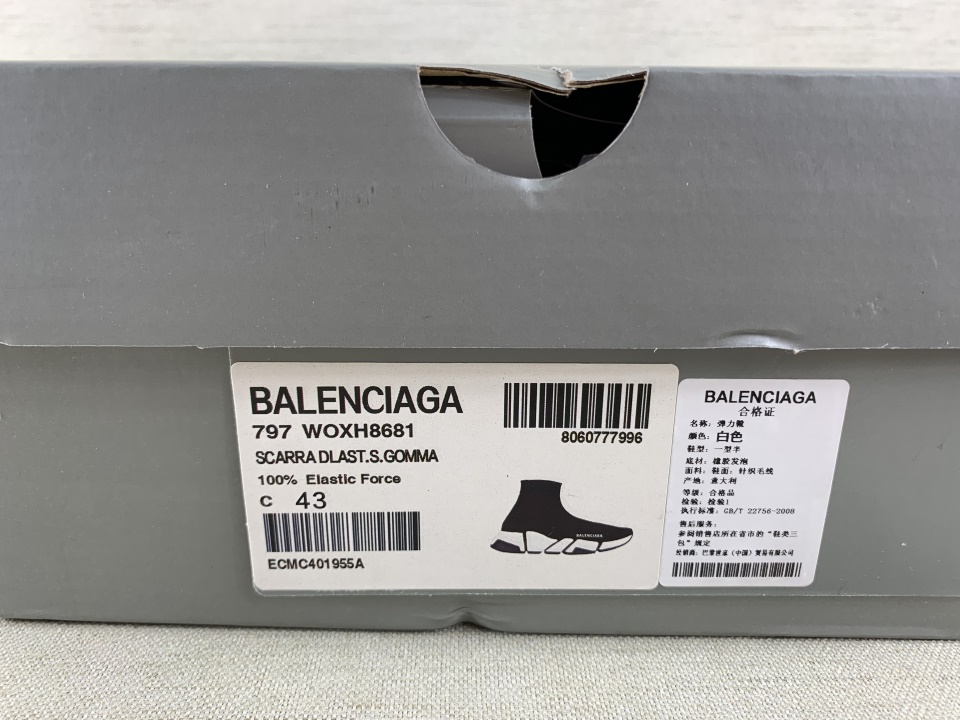 BALENCIAGA
797 WOXH8681
SCARRA DLAST.S.GOMMA
100% Elastic Force
C 43
ECMC401955A
8060777996
BALENCIAGA
BALENCIAGA
合格证
名称: 弹力靴
颜色: 白色
鞋型: 一型半
底材: 橡胶发泡
面料: 鞋面: 针织毛线
产地: 意大利
等级: 合格品
检验: 检验1
执行标准: GB/T 22756-2008
售后服务:
参阅销售店所在省市的“鞋类三
包”规定
经销商: 巴黎世家（中国）贸易有限公司